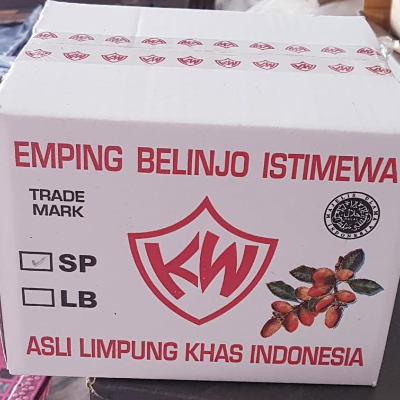 EMPING BELINJO ISTIMEWA
TRADE
MARK
KW
SP
LB
ASLI LIMPUNG KHAS INDONESIA